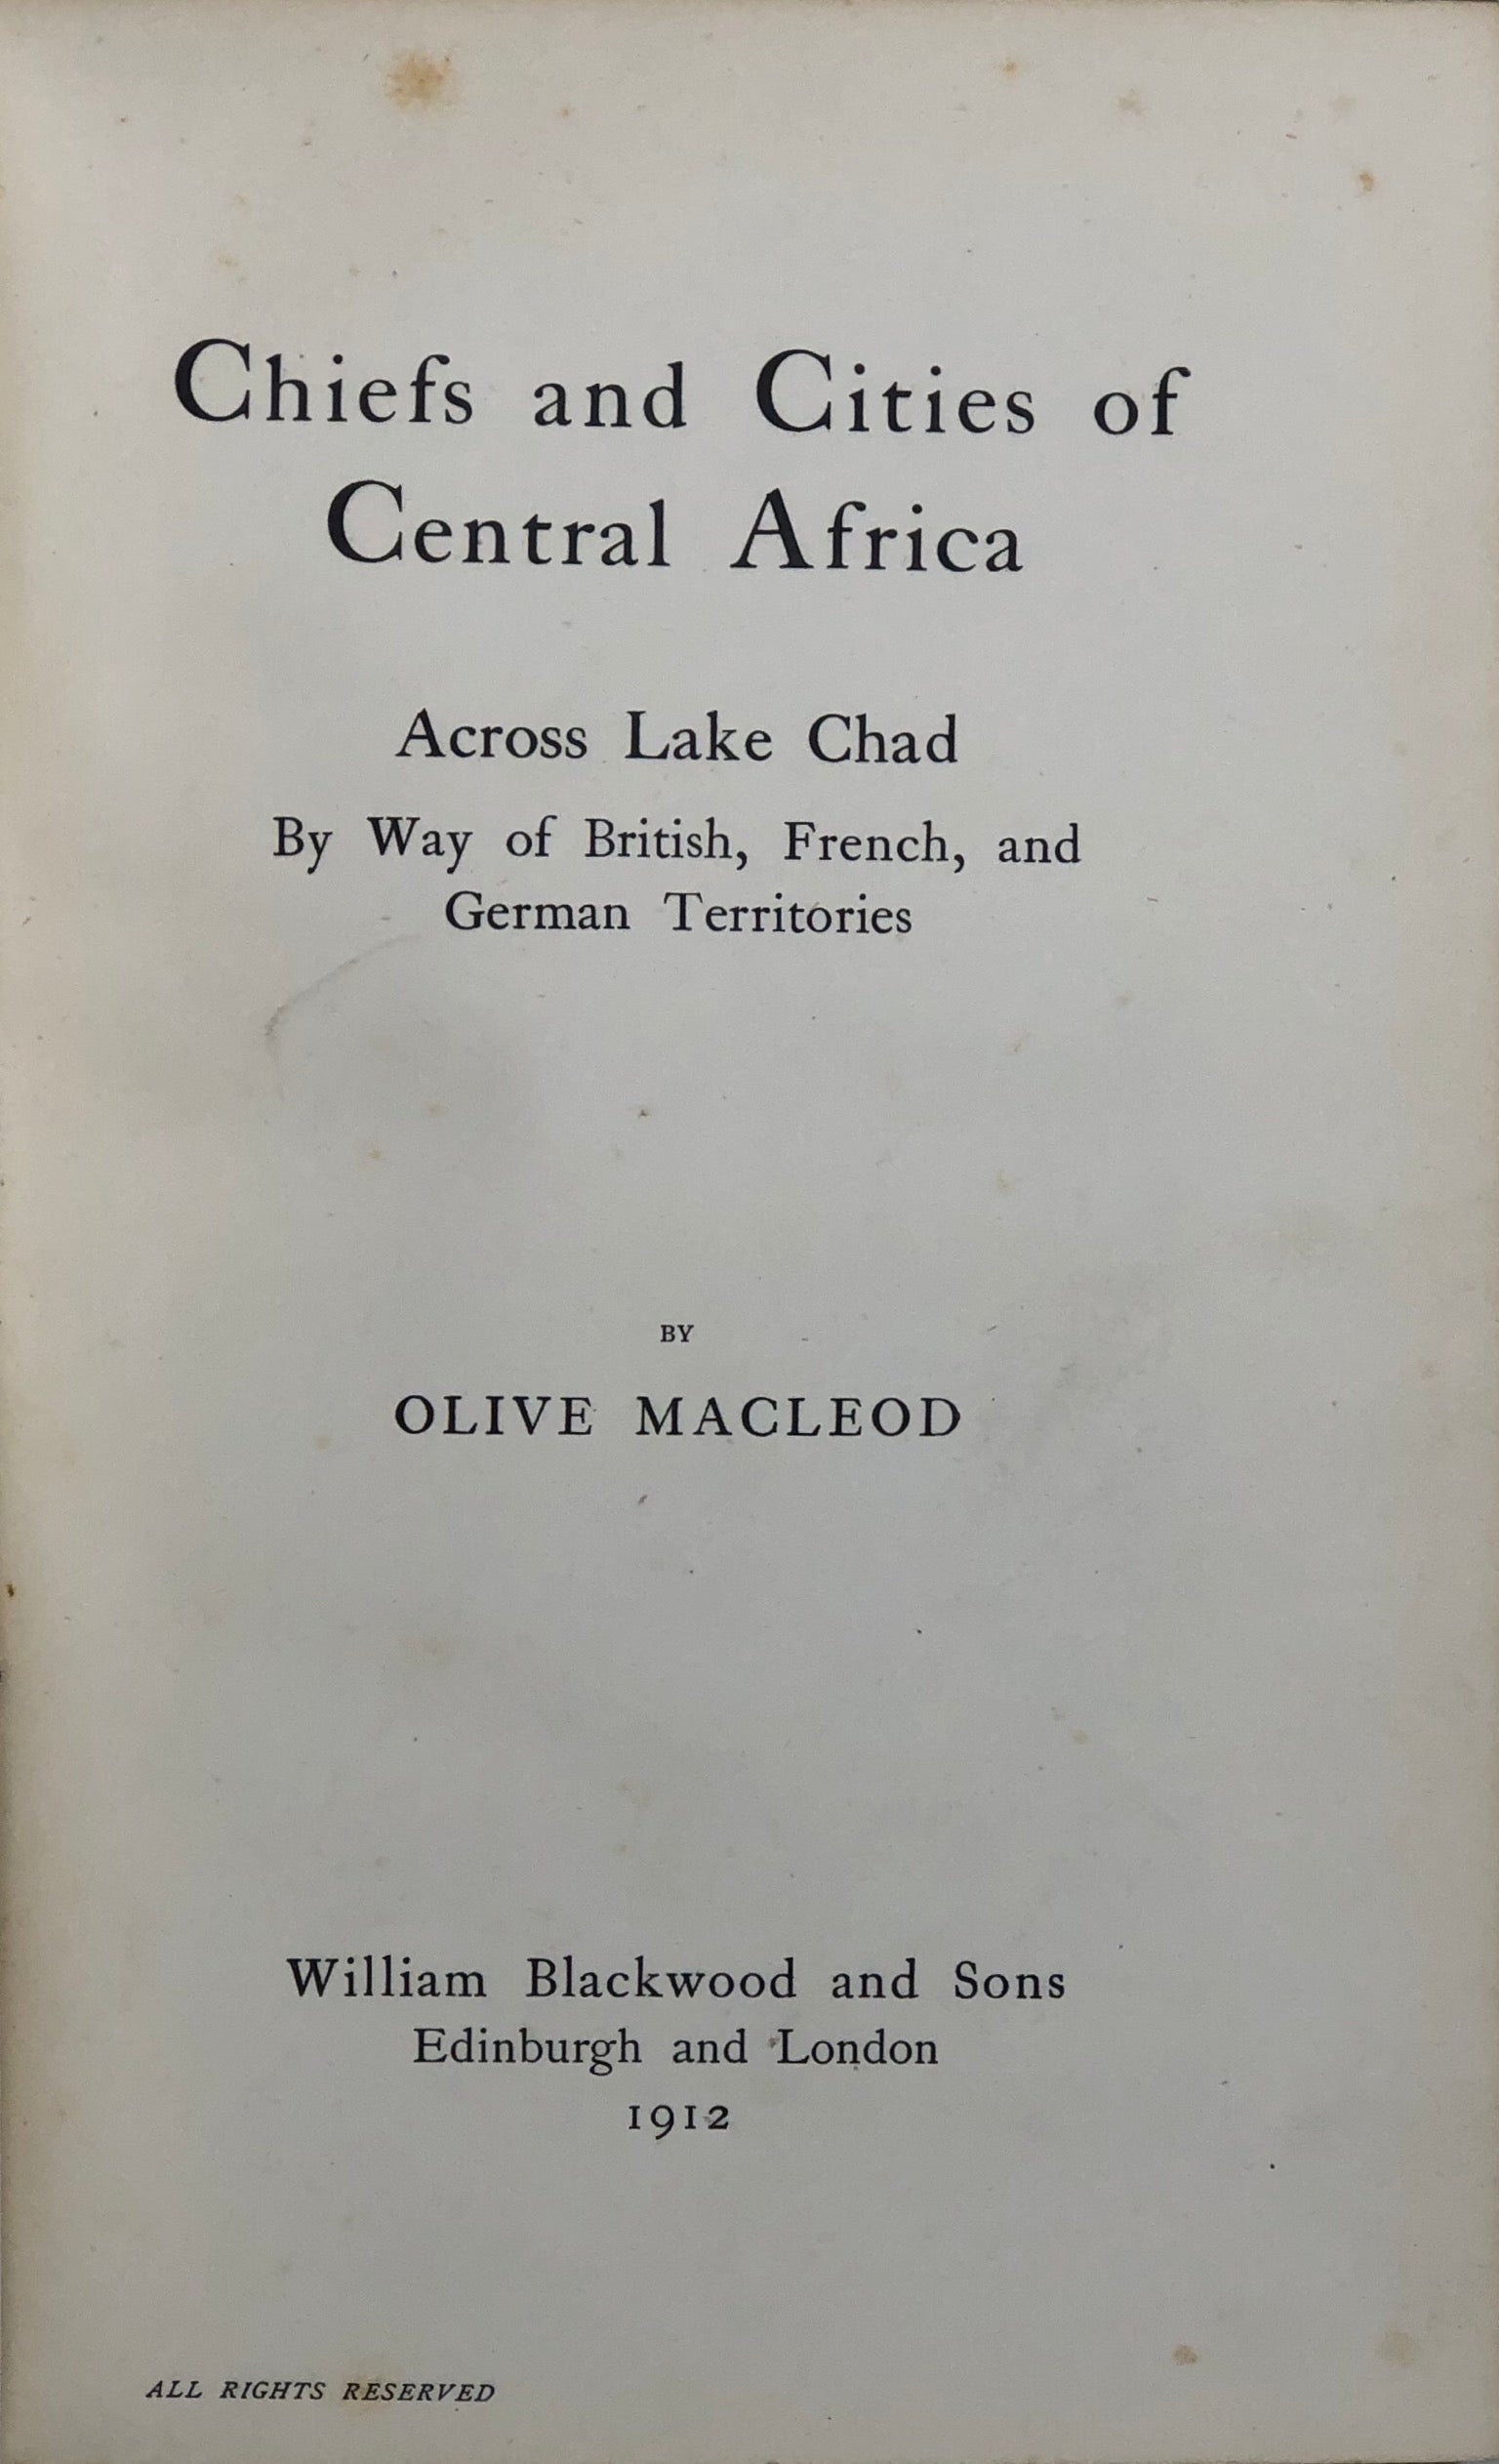 Chiefs and Cities of
Central Africa
Across Lake Chad
By Way of British, French, and
German Territories
BY
OLIVE MACLEOD
William Blackwood and Sons
Edinburgh and London
1912
ALL RIGHTS RESERVED